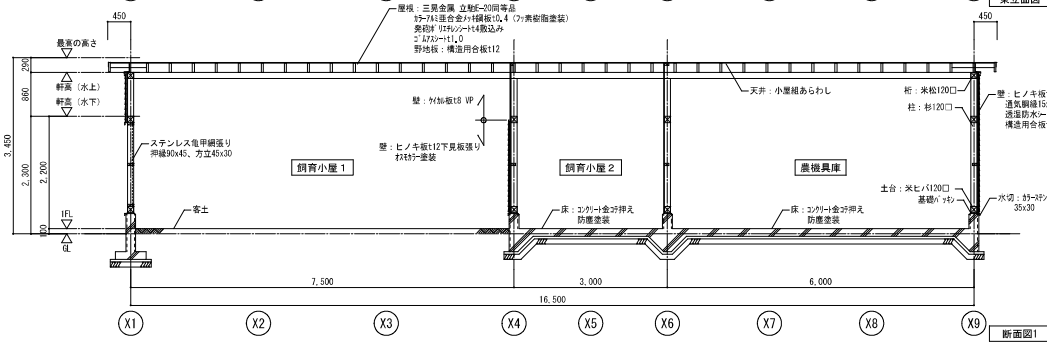 東立面図
屋根：三晃金属 立馳E-20同等品
ｶﾗｰｱﾙﾐ亜合金ﾒｯｷ鋼板t0.4（フッ素樹脂塗装）
発砲ﾎﾟﾘｴﾁﾚﾝｼｰﾄt4敷込み
ｺﾞﾑｱｽｼｰﾄt1.0
野地板：構造用合板t12
450
450
最高の高さ
290
軒高（水上）
860
軒高（水下）
3,450
2,300
2,200
100
1FL
GL
ステンレス亀甲網張り
押縁90x45、方立45x30
壁：ｹｲｶﾙ板t8 VP
壁：ヒノキ板t12下見板張り
ｵｽﾓｶﾗｰ塗装
天井：小屋組あらわし
桁：米松120□
柱：杉120□
壁：ヒノキ板
通気胴縁15
透湿防水ｼｰ
構造用合板
飼育小屋１
飼育小屋２
農機具庫
土台：米ヒバ120□
基礎ﾊﾟｯｷﾝ
水切：ｶﾗｰｽﾃﾝ
35x30
客土
床：ｺﾝｸﾘｰﾄ金ｺﾃ押え
防塵塗装
床：ｺﾝｸﾘｰﾄ金ｺﾃ押え
防塵塗装
7,500
3,000
6,000
16,500
X1
X2
X3
X4
X5
X6
X7
X8
X9
断面図1